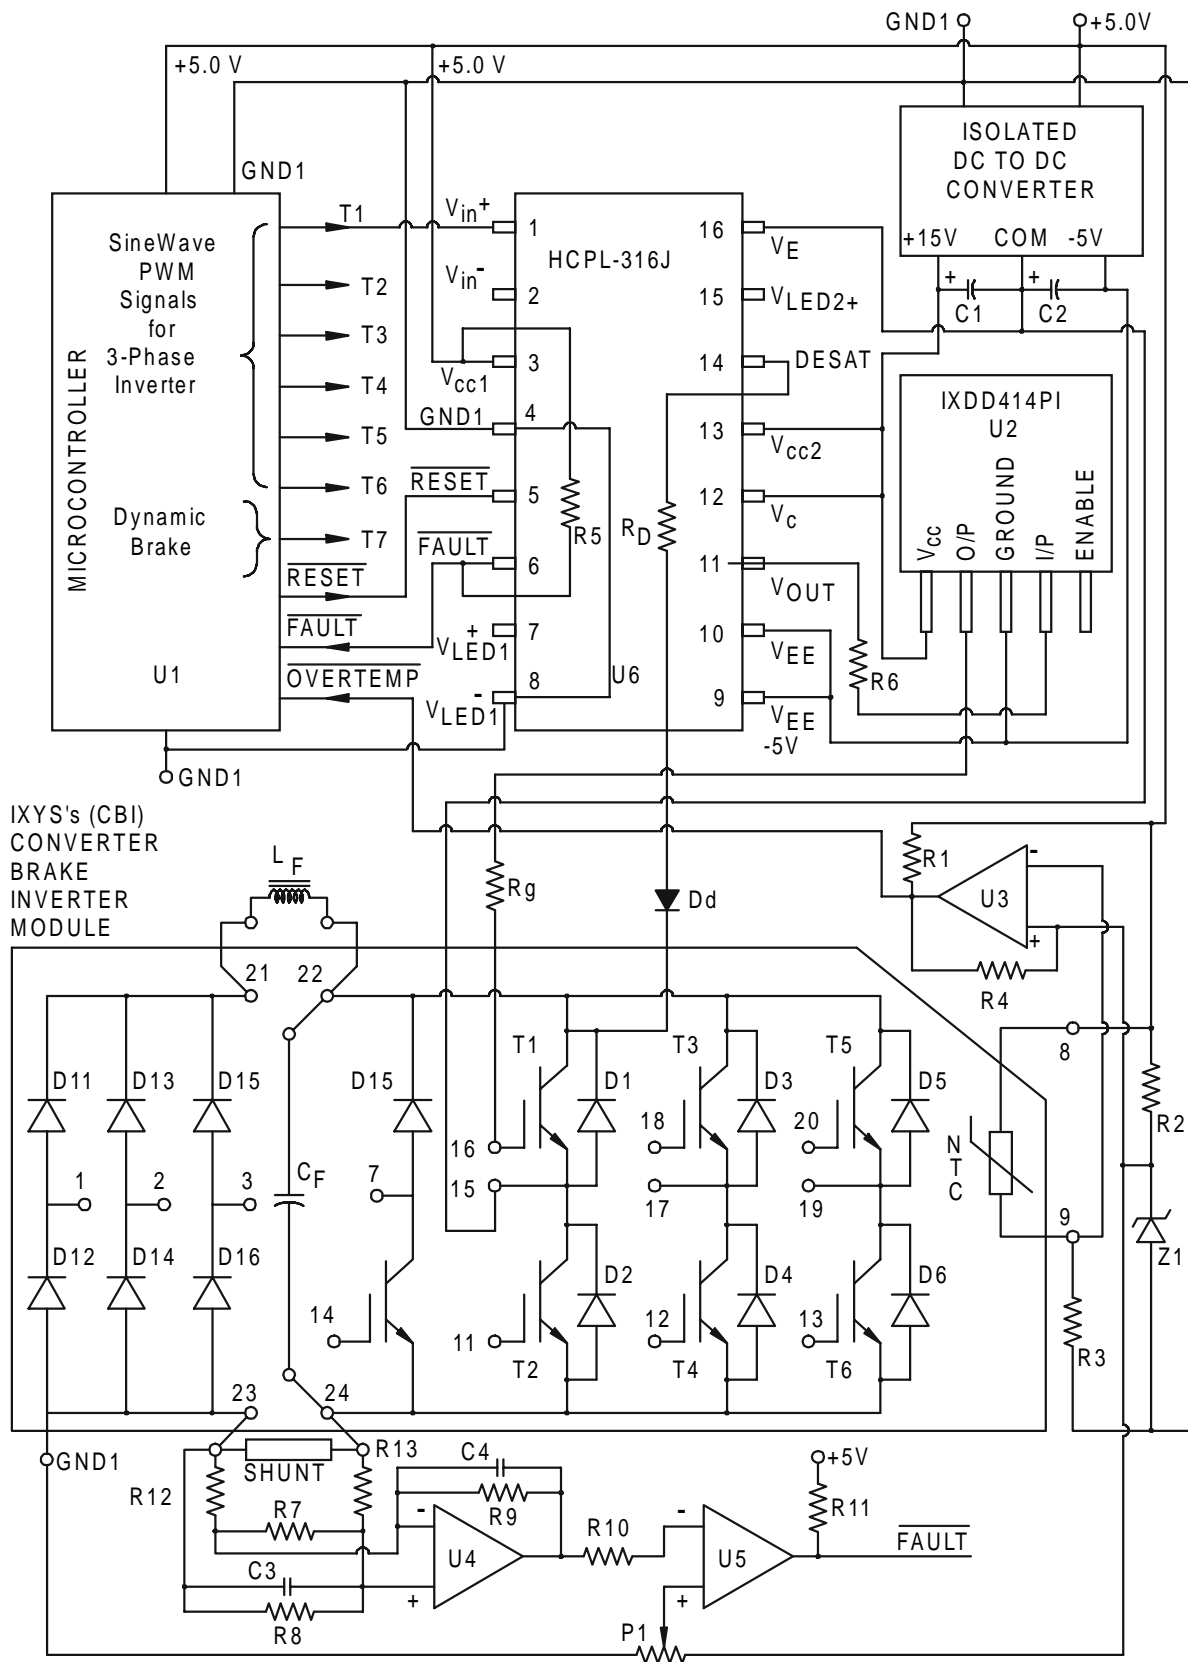 GND1
+5.0V
+5.0 V
+5.0 V
ISOLATED
DC TO DC
CONVERTER
+15V COM -5V
+ C1
+ C2
GND1
MICROCONTROLLER
SineWave
PWM
Signals
for
3-Phase
Inverter
Dynamic
Brake
U1
T1
T2
T3
T4
T5
T6
T7
RESET
FAULT
OVERTEMP
GND1
Vin+
Vin-
Vcc1
GND1
RESET
FAULT
+
VLED1
-
VLED1
HCPL-316J
1
2
3
4
5
6
7
8
R5
U6
16
15
14
13
12
11
10
9
VE
VLED2+
DESAT
Vcc2
Vc
VOUT
VEE
VEE
-5V
RD
R6
IXDD414PI
U2
Vcc
O/P
GROUND
I/P
ENABLE
IXYS's (CBI)
CONVERTER
BRAKE
INVERTER
MODULE
LF
Rg
Dd
R1
-
U3
+
R4
21
22
8
D11
D13
D15
D15
T1
D1
T3
D3
T5
D5
R2
16
18
20
NTC
1
2
3
CF
7
15
17
19
9
Z1
D12
D14
D16
D2
D4
D6
14
11
12
13
R3
T2
T4
T6
23
24
GND1
SHUNT
R13
C4
+5V
R12
R7
R9
R11
-
U4
+
R10
-
U5
+
FAULT
C3
R8
P1